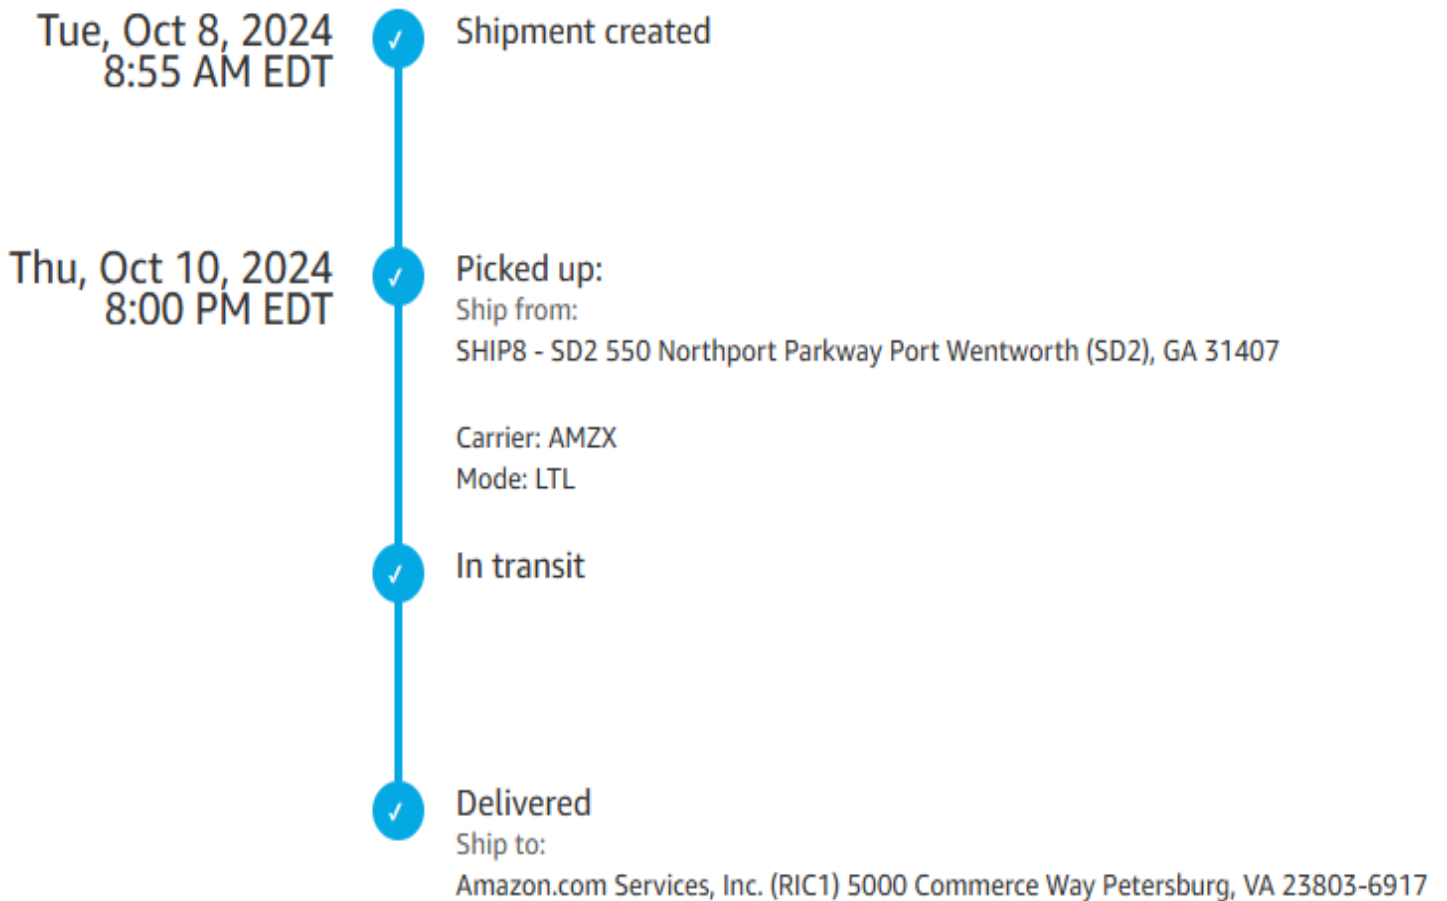 Tue, Oct 8, 2024
8:55 AM EDT
Shipment created
Thu, Oct 10, 2024
8:00 PM EDT
Picked up:
Ship from:
SHIP8 - SD2 550 Northport Parkway Port Wentworth (SD2), GA 31407
Carrier: AMZX
Mode: LTL
In transit
Delivered
Ship to:
Amazon.com Services, Inc. (RIC1) 5000 Commerce Way Petersburg, VA 23803-6917